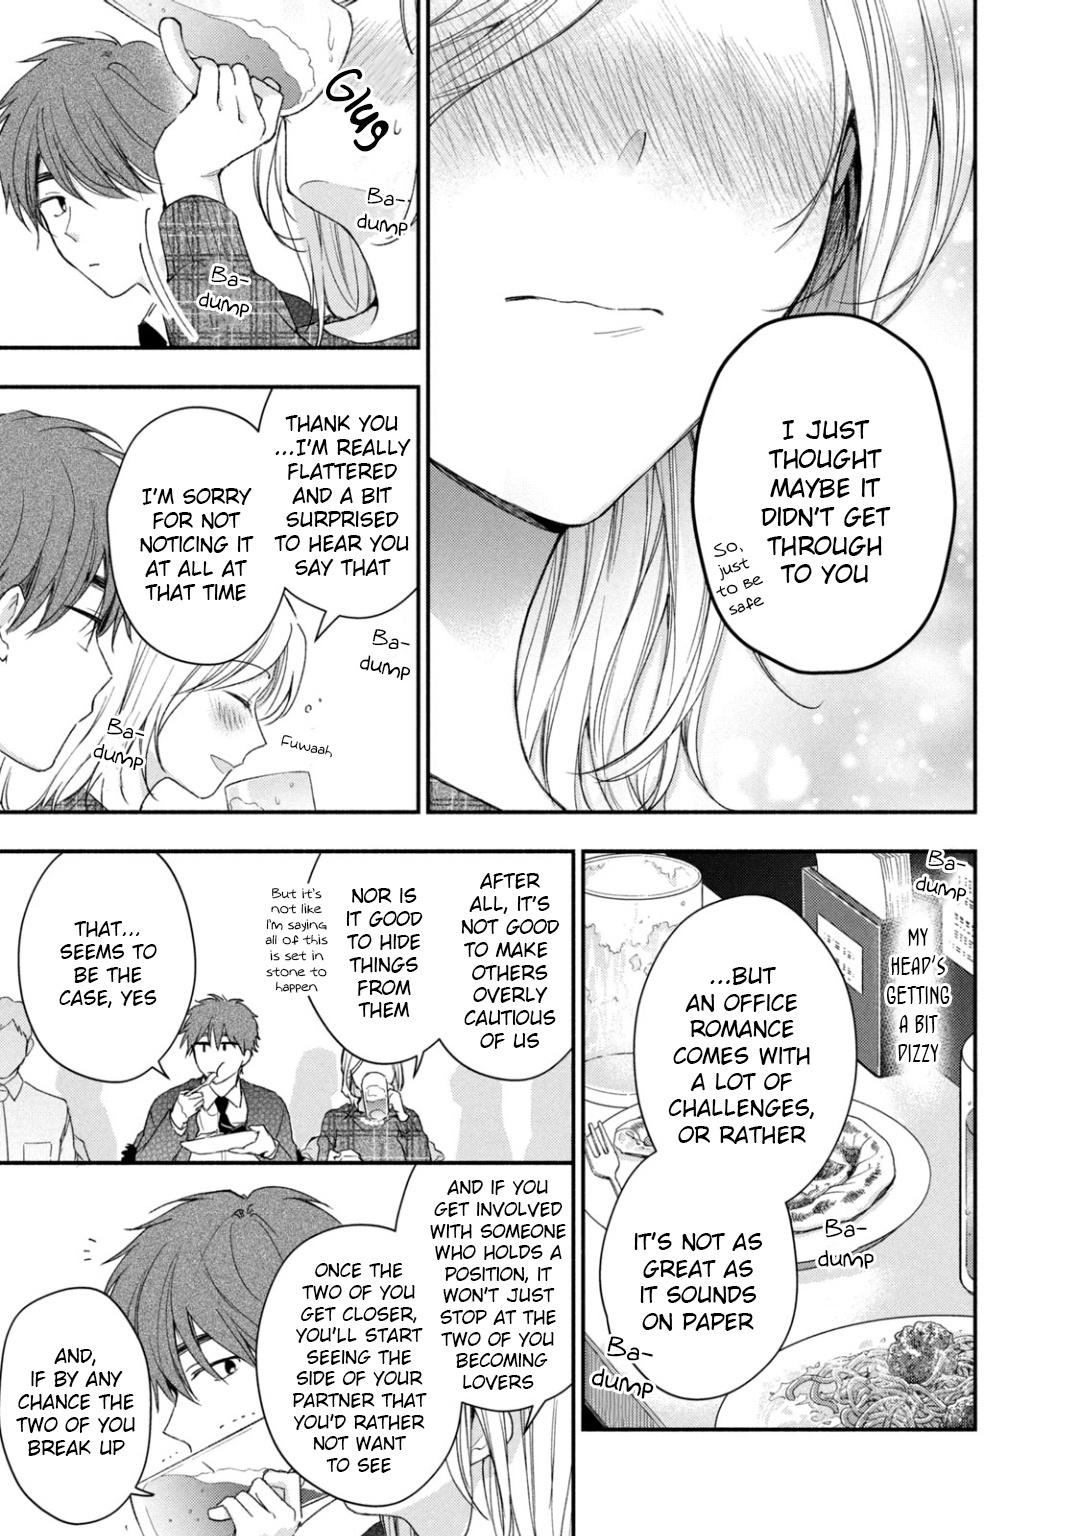 I JUST
THOUGHT
MAYBE IT
DIDN'T GET
THROUGH
TO YOU
So,
just
to be
safe
Glug
Ba-
dump
Ba-
dump
THANK YOU
...I'M REALLY
FLATTERED
AND A BIT
SURPRISED
TO HEAR YOU
SAY THAT
I'M SORRY
FOR NOT
NOTICING IT
AT ALL AT
THAT TIME
Ba-
dump
Ba-
dump
Fuwaah
Ba-
dump
MY
HEAD'S
GETTING
A BIT
DIZZY
...BUT
AN OFFICE
ROMANCE
COMES WITH
A LOT OF
CHALLENGES,
OR RATHER
IT'S NOT AS
GREAT AS
IT SOUNDS
ON PAPER
Ba-
dump
Ba-
dump
AFTER
ALL, IT'S
NOT GOOD
TO MAKE
OTHERS
OVERLY
CAUTIOUS
OF US
NOR IS
IT GOOD
TO HIDE
THINGS
FROM
THEM
But it's
not like
I'm saying
all of this
is set in
stone to
happen
THAT...
SEEMS TO
BE THE
CASE, YES
AND IF YOU
GET INVOLVED
WITH SOMEONE
WHO HOLDS A
POSITION, IT
WON'T JUST
STOP AT THE
TWO OF YOU
BECOMING
LOVERS
ONCE THE
TWO OF YOU
GET CLOSER,
YOU'LL START
SEEING THE
SIDE OF YOUR
PARTNER THAT
YOU'D RATHER
NOT WANT
TO SEE
AND,
IF BY ANY
CHANCE THE
TWO OF YOU
BREAK UP